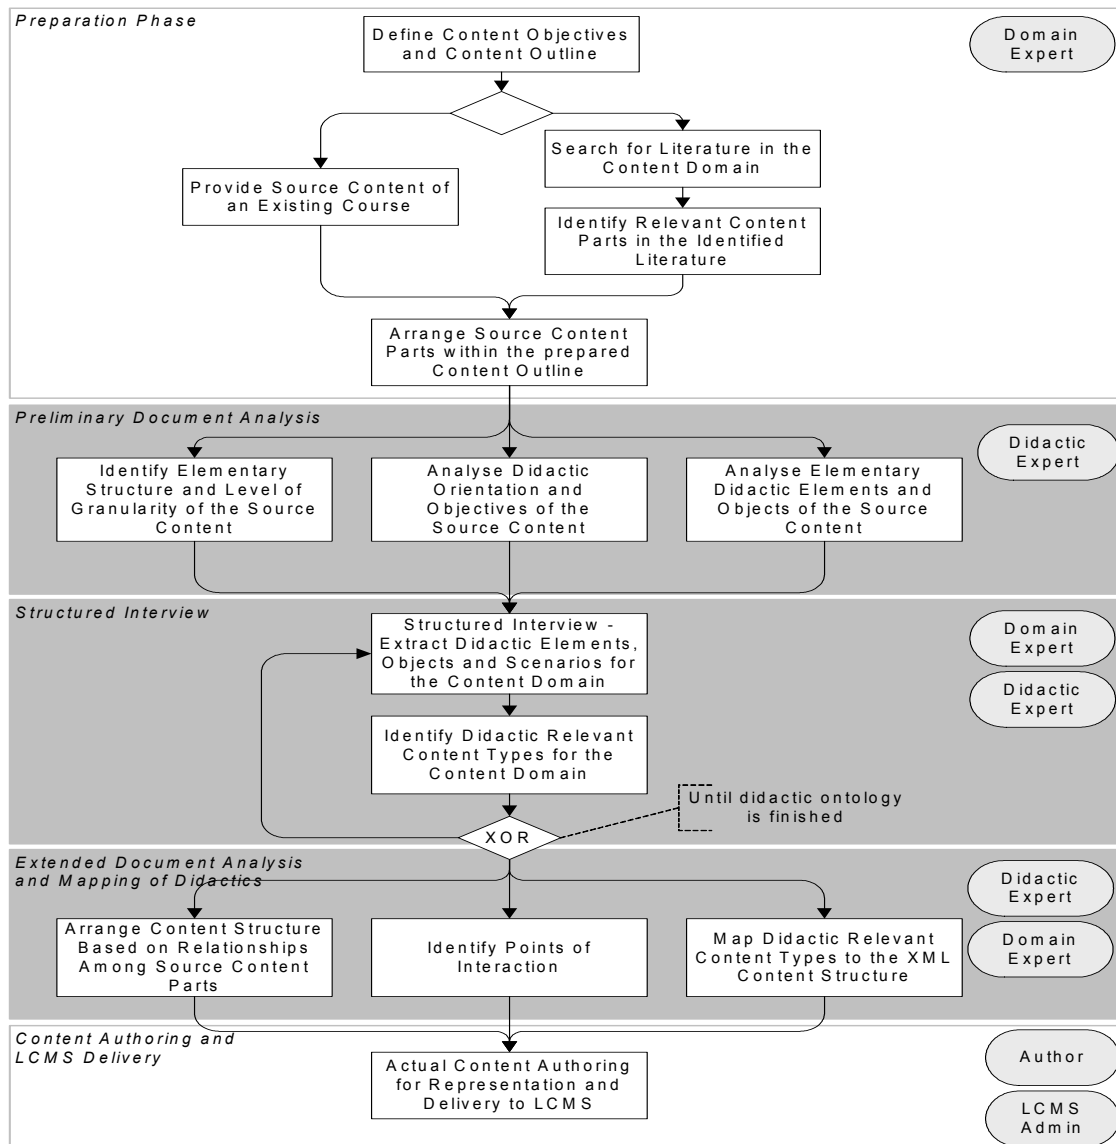 Preparation Phase
Define Content Objectives
and Content Outline
Domain
Expert
Search for Literature in the
Content Domain
Provide Source Content of
an Existing Course
Identify Relevant Content
Parts in the Identified
Literature
Arrange Source Content
Parts within the prepared
Content Outline
Preliminary Document Analysis
Didactic
Expert
Identify Elementary
Structure and Level of
Granularity of the Source
Content
Analyse Didactic
Orientation and
Objectives of the
Source Content
Analyse Elementary
Didactic Elements and
Objects of the Source
Content
Structured Interview
Structured Interview -
Extract Didactic Elements,
Objects and Scenarios for
the Content Domain
Domain
Expert
Didactic
Expert
Identify Didactic Relevant
Content Types for the
Content Domain
Until didactic ontology
is finished
XOR
Extended Document Analysis
and Mapping of Didactics
Didactic
Expert
Domain
Expert
Arrange Content Structure
Based on Relationships
Among Source Content
Parts
Identify Points of
Interaction
Map Didactic Relevant
Content Types to the XML
Content Structure
Content Authoring and
LCMS Delivery
Actual Content Authoring
for Representation and
Delivery to LCMS
Author
LCMS
Admin